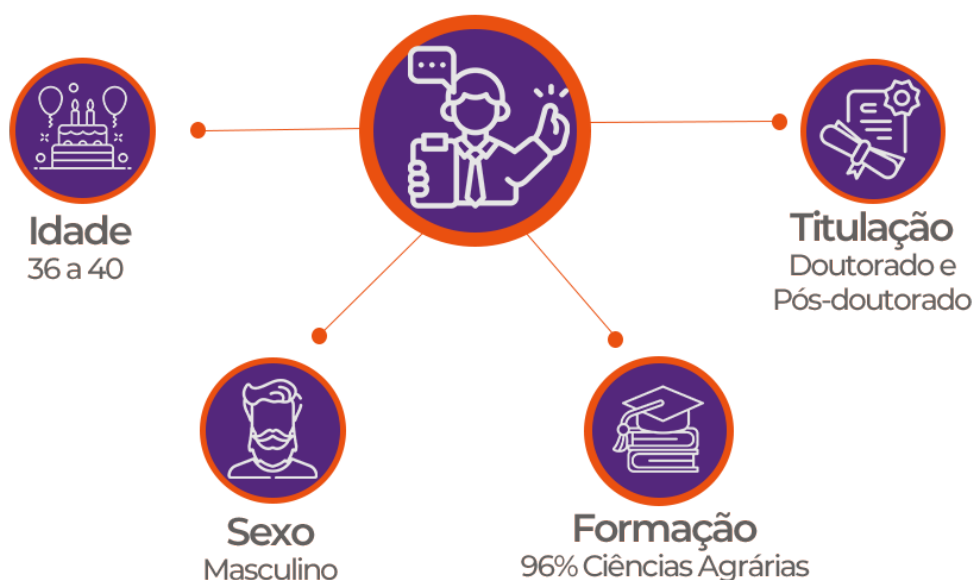 Idade
36 a 40
Titulação
Doutorado e
Pós-doutorado
Sexo
Masculino
Formação
96% Ciências Agrárias